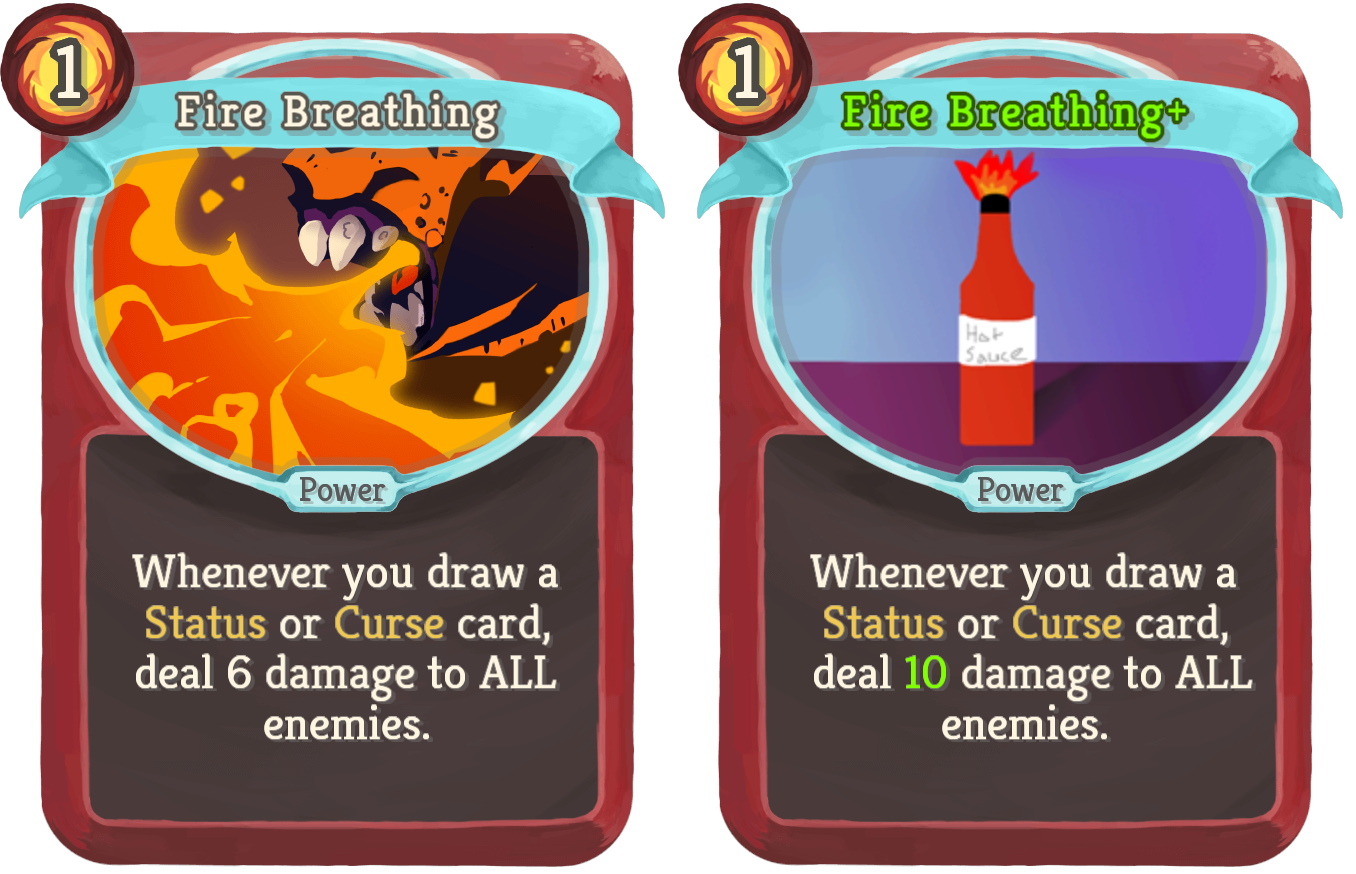 1
Fire Breathing
Power
Whenever you draw a
Status or Curse card,
deal 6 damage to ALL
enemies.
1
Fire Breathing+
Hot
Sauce
Power
Whenever you draw a
Status or Curse card,
deal 10 damage to ALL
enemies.